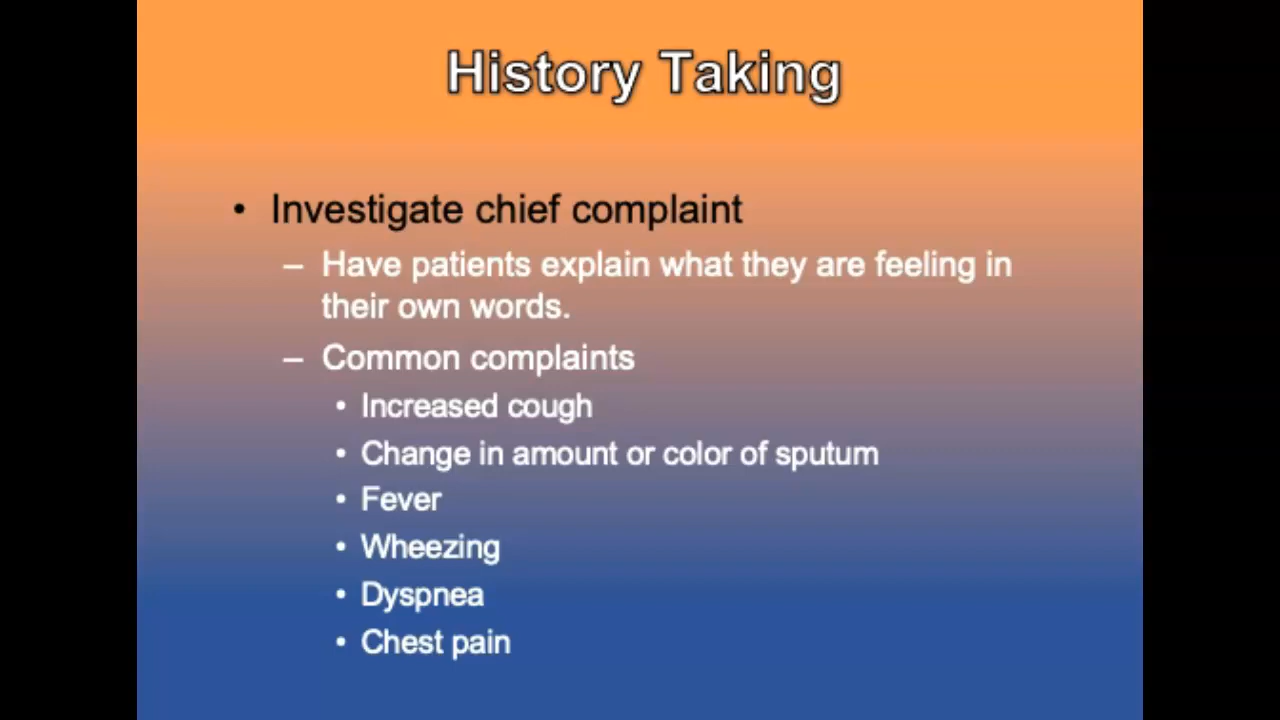 History Taking
• Investigate chief complaint
– Have patients explain what they are feeling in
their own words.
– Common complaints
• Increased cough
• Change in amount or color of sputum
• Fever
• Wheezing
• Dyspnea
• Chest pain